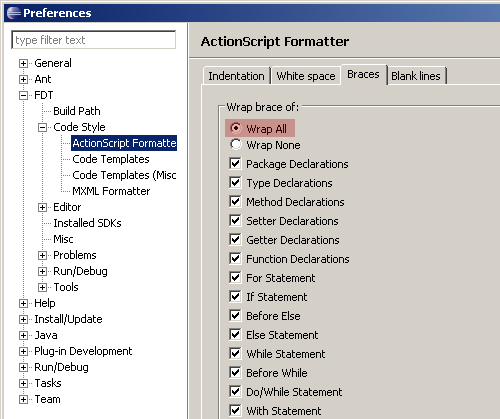 Preferences
type filter text
General
Ant
FDT
Build Path
Code Style
ActionScript Formatte
Code Templates
Code Templates (Misc
MXML Formatter
Editor
Installed SDKs
Misc
Problems
Run/Debug
Tools
Help
Install/Update
Java
Plug-in Development
Run/Debug
Tasks
Team
ActionScript Formatter
Indentation White space Braces Blank lines
Wrap brace of:
Wrap All
Wrap None
Package Declarations
Type Declarations
Method Declarations
Setter Declarations
Getter Declarations
Function Declarations
For Statement
If Statement
Before Else
Else Statement
While Statement
Before While
Do/While Statement
With Statement